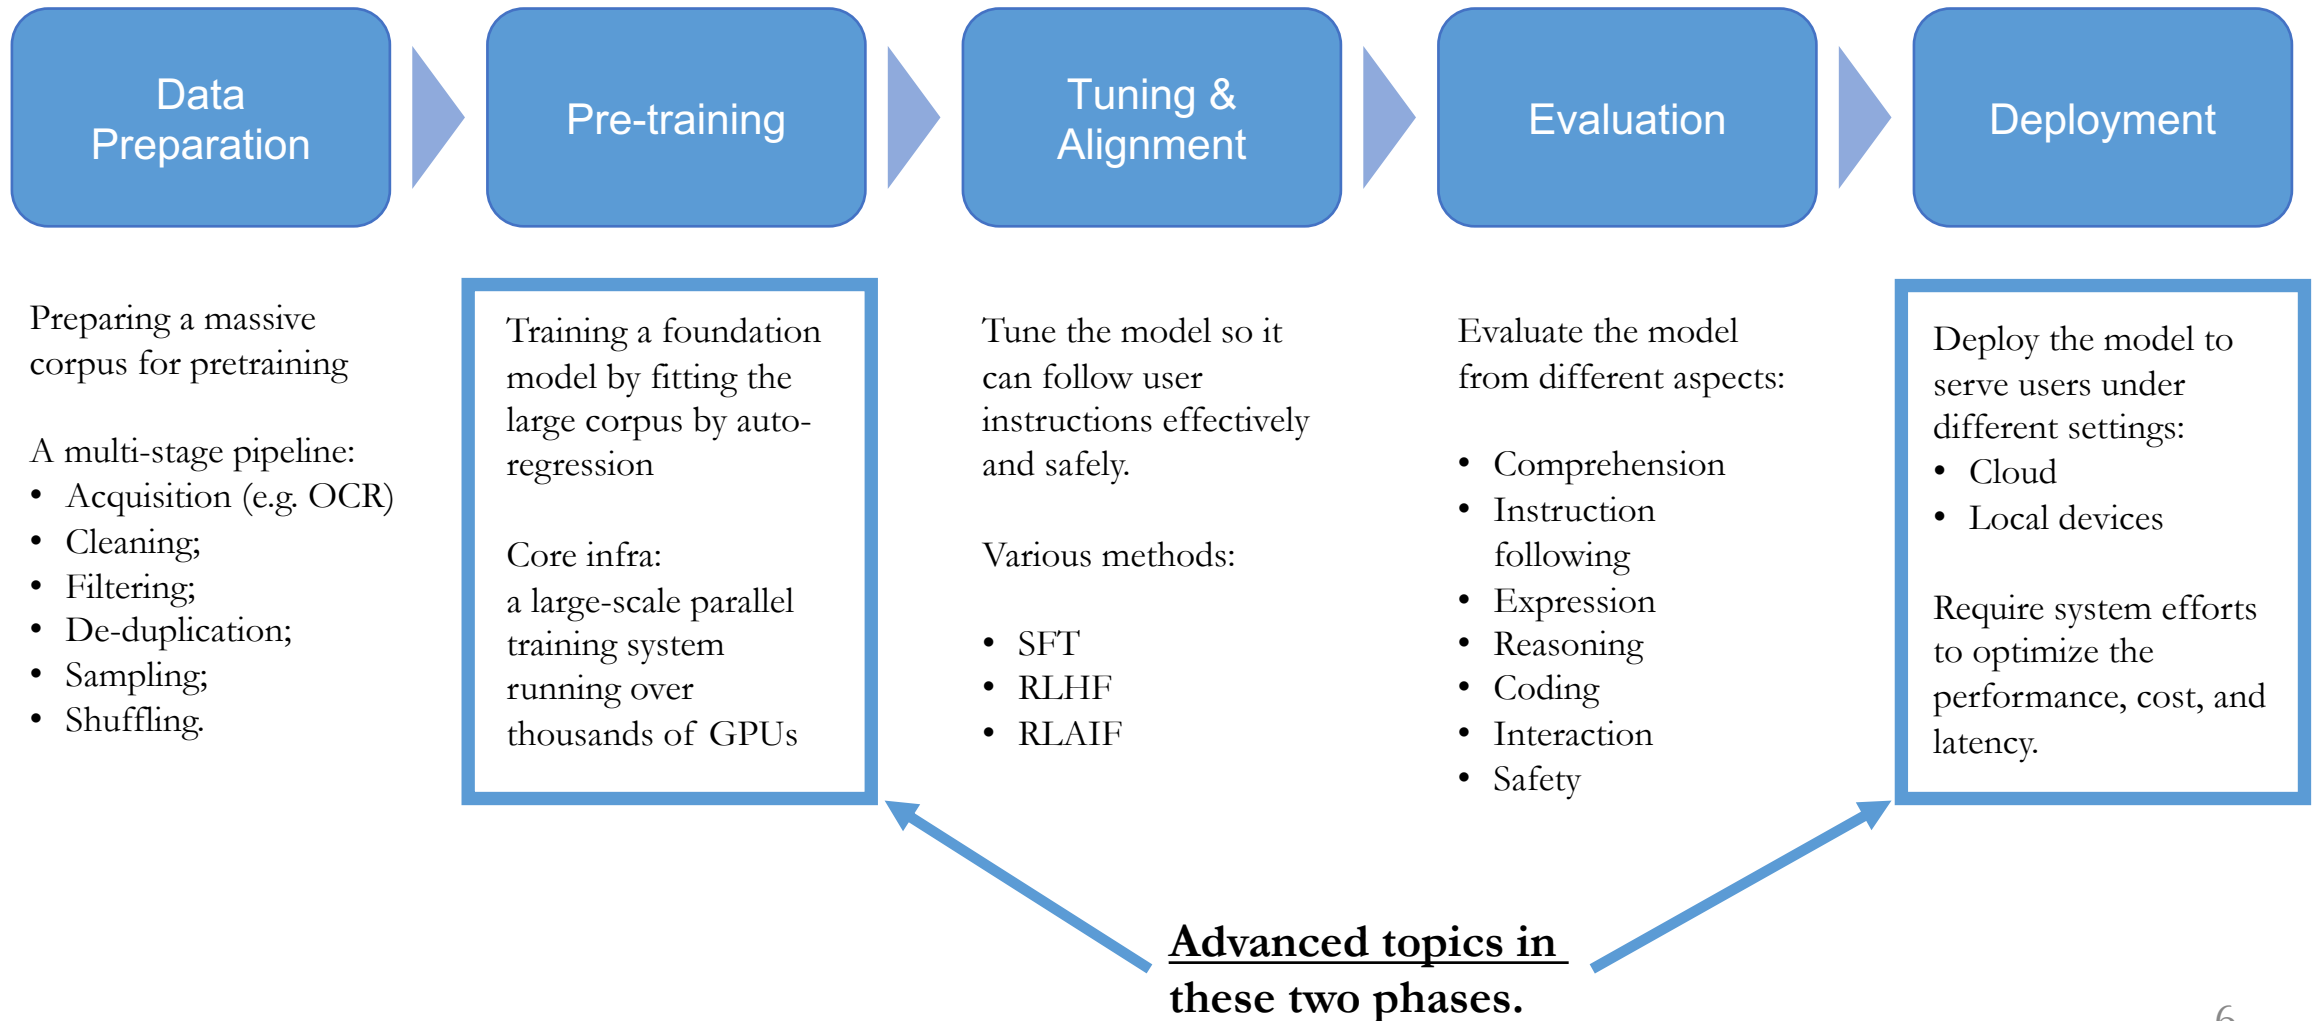 Data
Preparation
Pre-training
Tuning &
Alignment
Evaluation
Deployment
Preparing a massive
corpus for pretraining
A multi-stage pipeline:
• Acquisition (e.g. OCR)
• Cleaning;
• Filtering;
• De-duplication;
• Sampling;
• Shuffling.
Training a foundation
model by fitting the
large corpus by auto-
regression
Core infra:
a large-scale parallel
training system
running over
thousands of GPUs
Tune the model so it
can follow user
instructions effectively
and safely.
Various methods:
• SFT
• RLHF
• RLAIF
Evaluate the model
from different aspects:
• Comprehension
• Instruction
following
• Expression
• Reasoning
• Coding
• Interaction
• Safety
Deploy the model to
serve users under
different settings:
• Cloud
• Local devices
Require system efforts
to optimize the
performance, cost, and
latency.
Advanced topics in
these two phases.
6